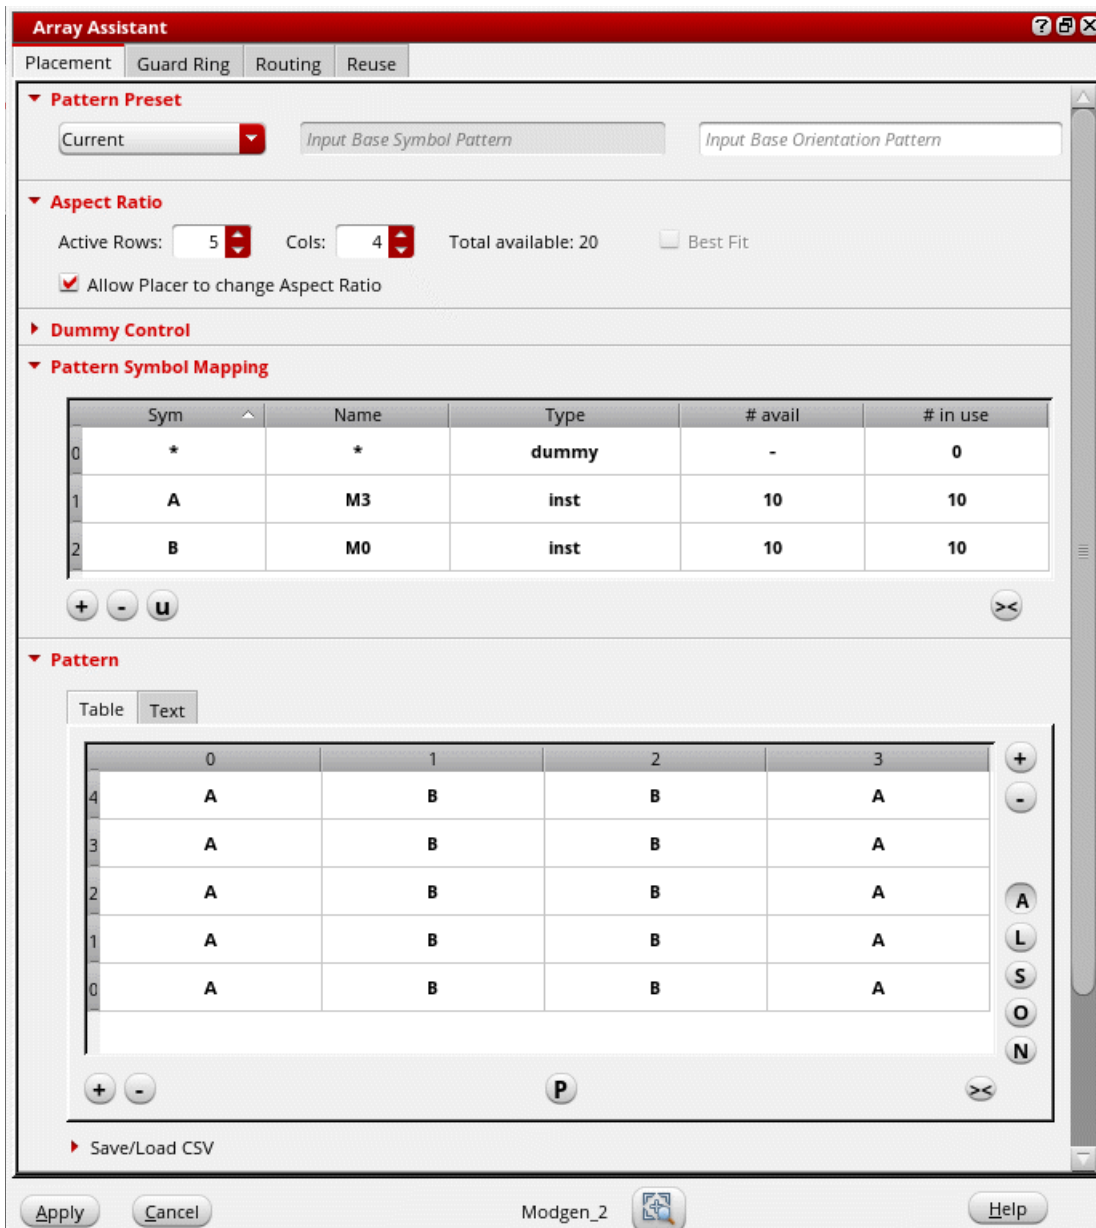 Array Assistant ?
Placement Guard Ring Routing Reuse
Pattern Preset
Current Input Base Symbol Pattern Input Base Orientation Pattern
Aspect Ratio
Active Rows: 5 Cols: 4 Total available: 20 Best Fit
Allow Placer to change Aspect Ratio
Dummy Control
Pattern Symbol Mapping
Sym Name Type # avail # in use
0 * * dummy - 0
1 A M3 inst 10 10
2 B M0 inst 10 10
+ - u ><
Pattern
Table Text
0 1 2 3 +
4 A B B A -
3 A B B A
2 A B B A A
1 A B B A L
0 A B B A S
O
N
+ - P ><
Save/Load CSV
Apply Cancel Modgen_2 Help